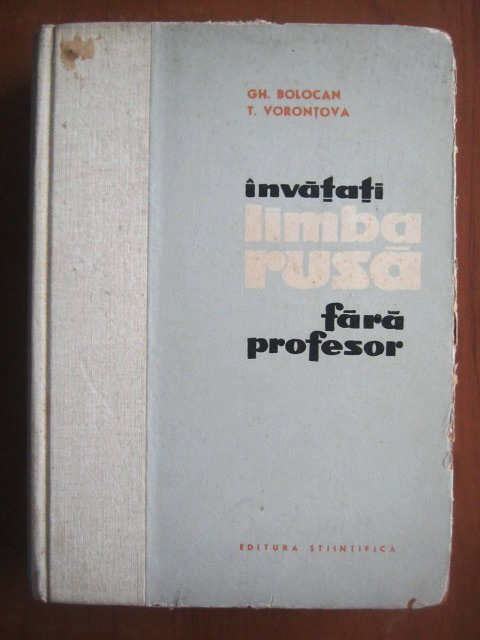 GH. BOLOCAN
T. VORONȚOVA
învățați
limba
rusă
fără
profesor
EDITURA ȘTIINȚIFICĂ